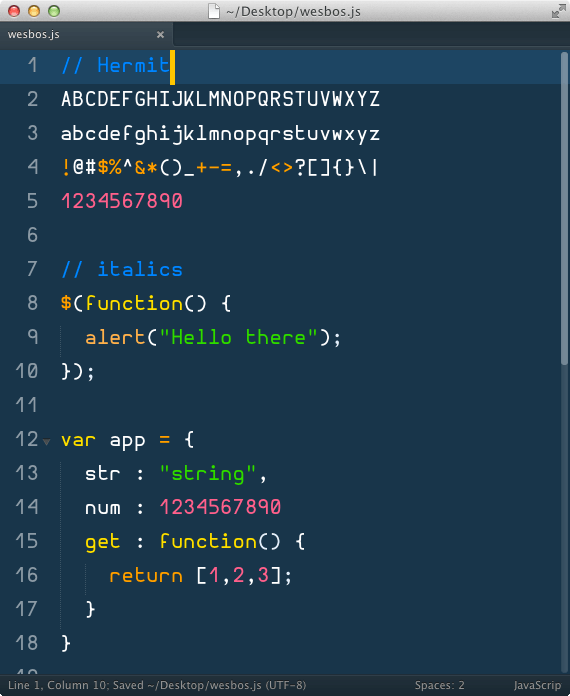 ~/Desktop/wesbos.js
wesbos.js ×
1 // Hermit
2 ABCDEFGHIJKLMNOPQRSTUVWXYZ
3 abcdefghijklmnopqrstuvwxyz
4 !@#$%^&*()_+-=,./<>?[]{}\|
5 1234567890
6
7 // italics
8 $(function() {
9   alert("Hello there");
10 });
11
12 var app = {
13   str : "string",
14   num : 1234567890
15   get : function() {
16     return [1,2,3];
17   }
18 }
Line 1, Column 10; Saved ~/Desktop/wesbos.js (UTF-8) Spaces: 2 JavaScrip